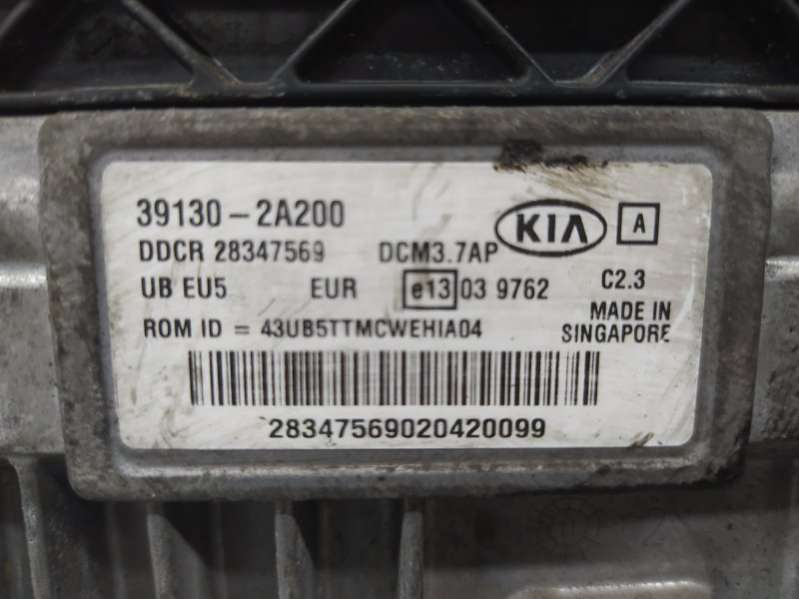 39130-2A200
KIA A
DDCR 28347569 DCM3.7AP
UB EU5 EUR e13 03 9762 C2.3
MADE IN
ROM ID = 43UB5TTMCWEHIA04 SINGAPORE
28347569020420099